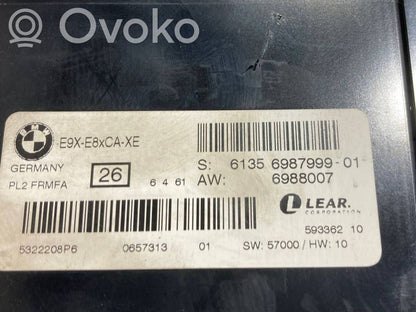 Ovoko
BMW
E9X-E8xCA-XE
GERMANY
PL2 FRMFA
26
6 4 61
S: 6135 6987999-01
AW: 6988007
LEAR.
CORPORATION
593362 10
5322208P6 0657313 01 SW: 57000 / HW: 10